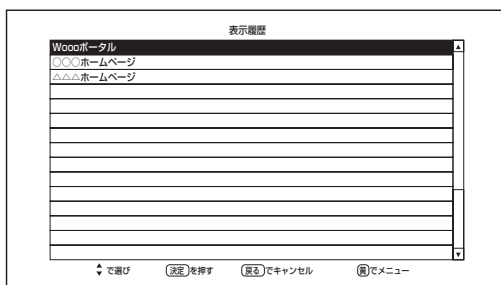 表示履歴
Woooポータル
○○○ホームページ
△△△ホームページ
で選び 決定を押す 戻るでキャンセル 黄でメニュー